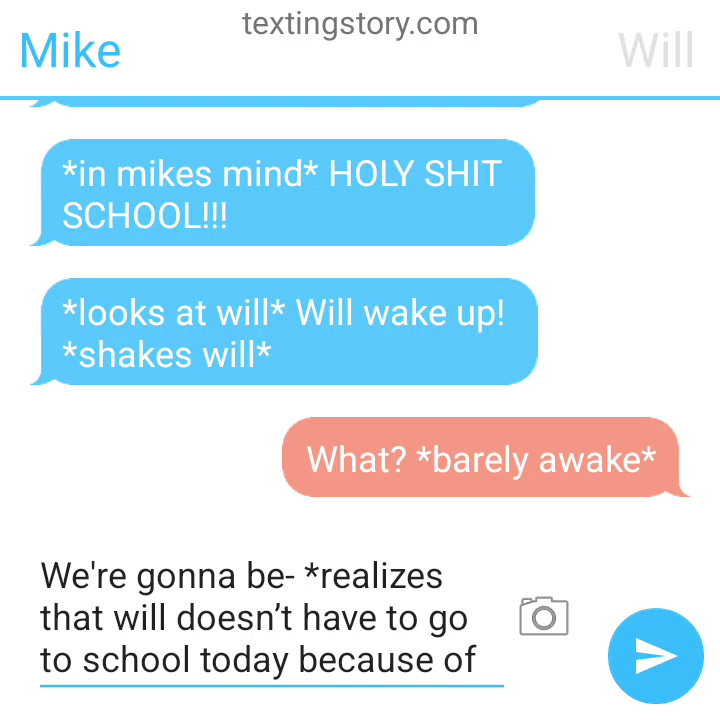 textingstory.com
Mike
Will
*in mikes mind* HOLY SHIT
SCHOOL!!!
*looks at will* Will wake up!
*shakes will*
What? *barely awake*
We're gonna be- *realizes
that will doesn’t have to go
to school today because of